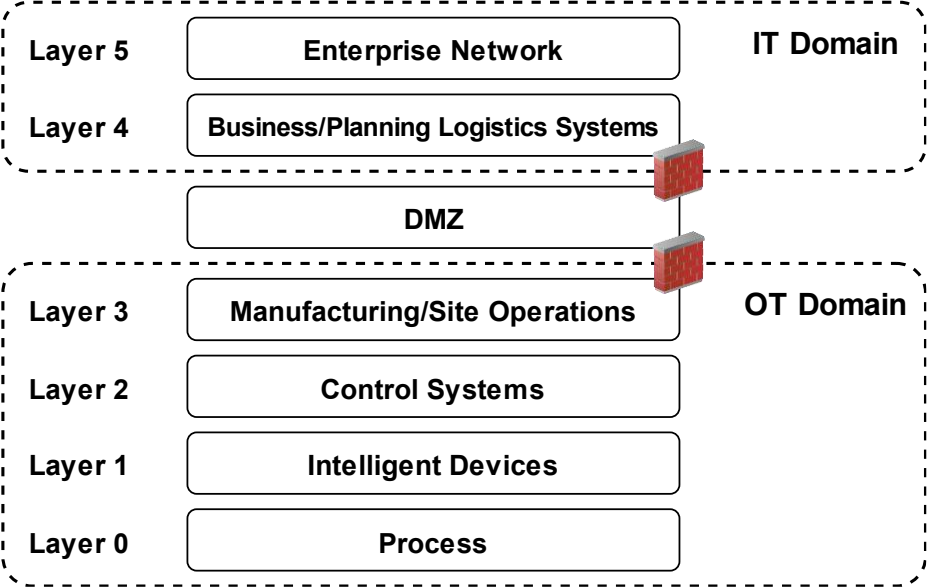 IT Domain
Layer 5 Enterprise Network
Layer 4 Business/Planning Logistics Systems
DMZ
OT Domain
Layer 3 Manufacturing/Site Operations
Layer 2 Control Systems
Layer 1 Intelligent Devices
Layer 0 Process